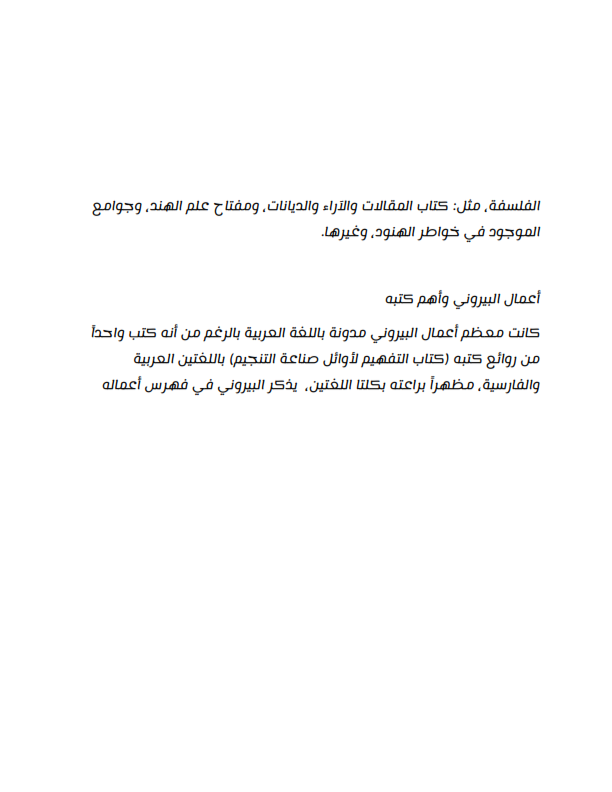 الفلسفة، مثل: كتاب المقالات والآراء والديانات، ومفتاح علم الهند، وجوامع
الموجود في خواطر الهنود، وغيرها.
أعمال البيروني وأهم كتبه
كانت معظم أعمال البيروني مدونة باللغة العربية بالرغم من أنه كتب واحداً
من روائع كتبه (كتاب التفهيم لأوائل صناعة التنجيم) باللغتين العربية
والفارسية، مظهراً براعته بكلتا اللغتين، يذكر البيروني في فهرس أعماله